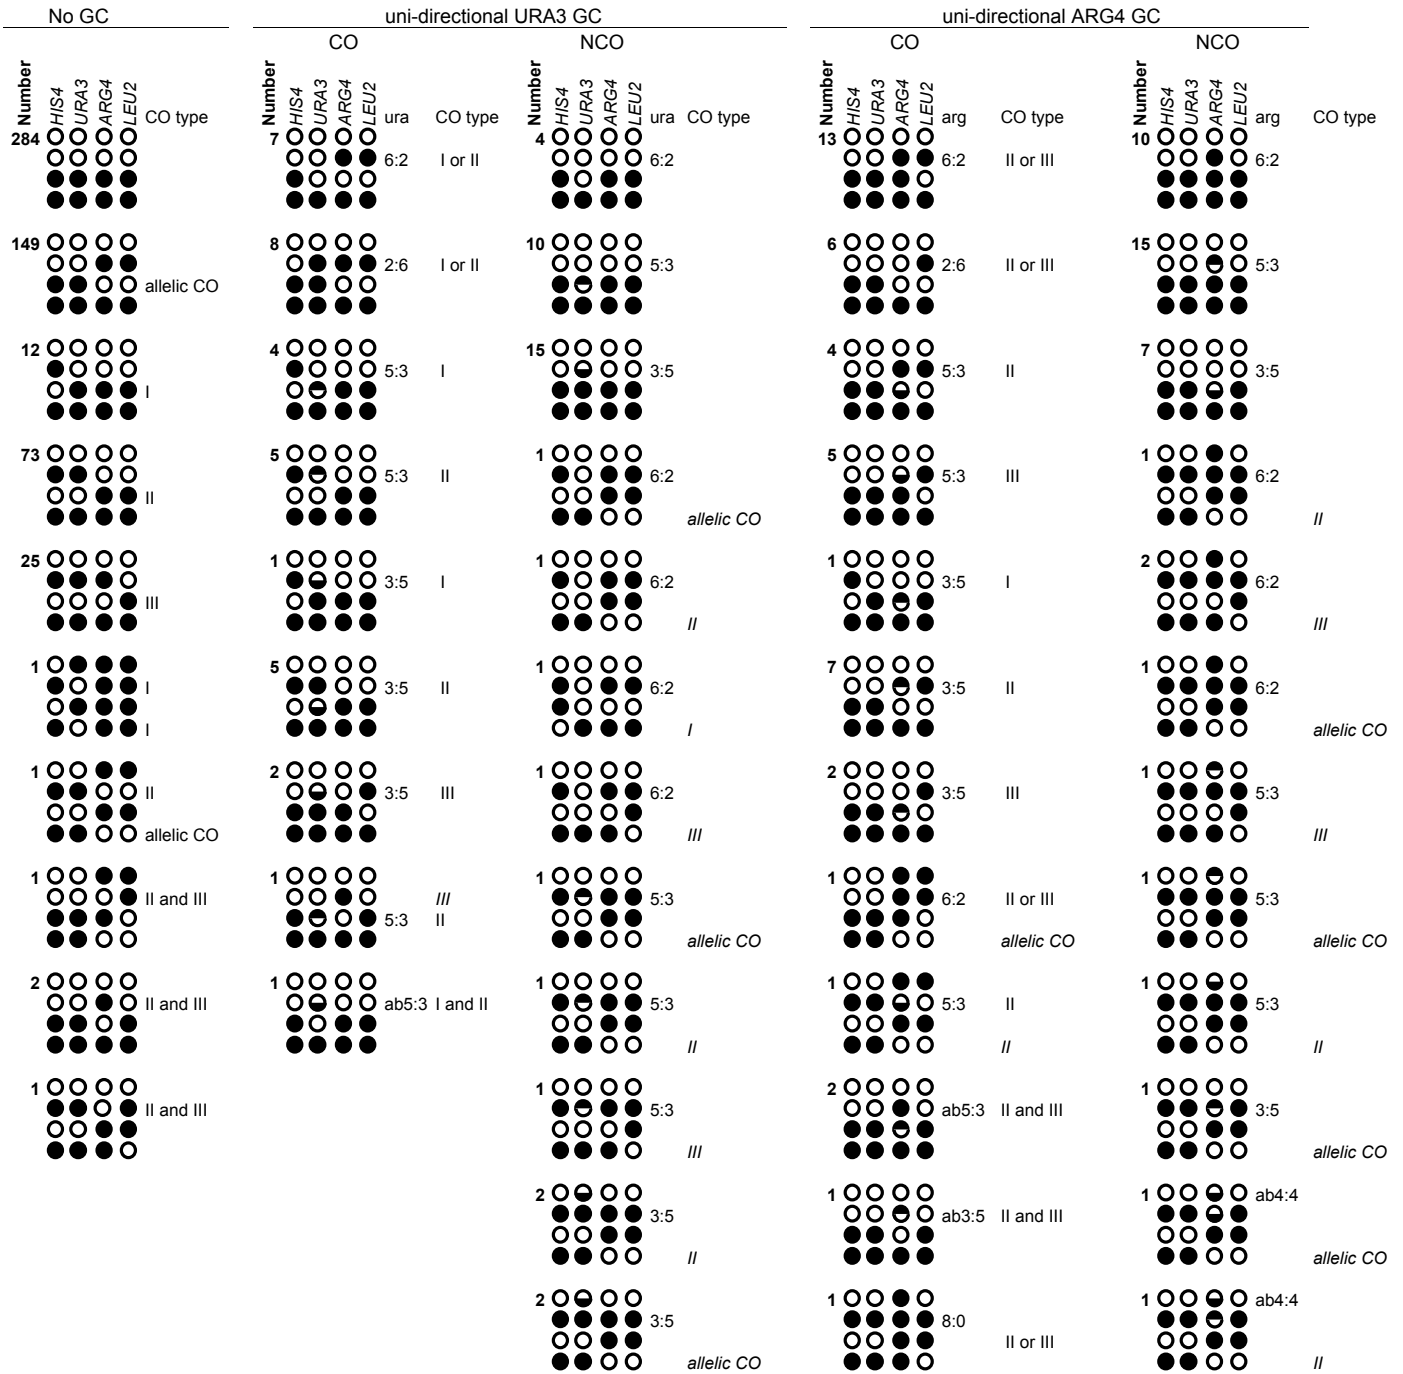 No GC
uni-directional URA3 GC
uni-directional ARG4 GC
CO
NCO
CO
NCO
Number HIS4 URA3 ARG4 LEU2 CO type
Number HIS4 URA3 ARG4 LEU2 ura CO type
Number HIS4 URA3 ARG4 LEU2 ura CO type
Number HIS4 URA3 ARG4 LEU2 arg CO type
Number HIS4 URA3 ARG4 LEU2 arg CO type
284
149 allelic CO
12 I
73 II
25 III
1 I
I
1 II
allelic CO
1 II and III
2 II and III
1 II and III
7 6:2 I or II
8 2:6 I or II
4 5:3 I
5 5:3 II
1 3:5 I
5 3:5 II
2 3:5 III
1 III
5:3 II
1 ab5:3 I and II
4 6:2
10 5:3
15 3:5
1 6:2
allelic CO
1 6:2
II
1 6:2
I
1 6:2
III
1 5:3
allelic CO
1 5:3
II
1 5:3
III
2 3:5
II
2 3:5
allelic CO
13 6:2 II or III
6 2:6 II or III
4 5:3 II
5 5:3 III
1 3:5 I
7 3:5 II
2 3:5 III
1 6:2 II or III
allelic CO
1 5:3 II
II
2 ab5:3 II and III
1 ab3:5 II and III
1 8:0
II or III
10 6:2
15 5:3
7 3:5
1 6:2
II
2 6:2
III
1 6:2
allelic CO
1 5:3
III
1 5:3
allelic CO
1 5:3
II
1 3:5
allelic CO
1 ab4:4
allelic CO
1 ab4:4
II